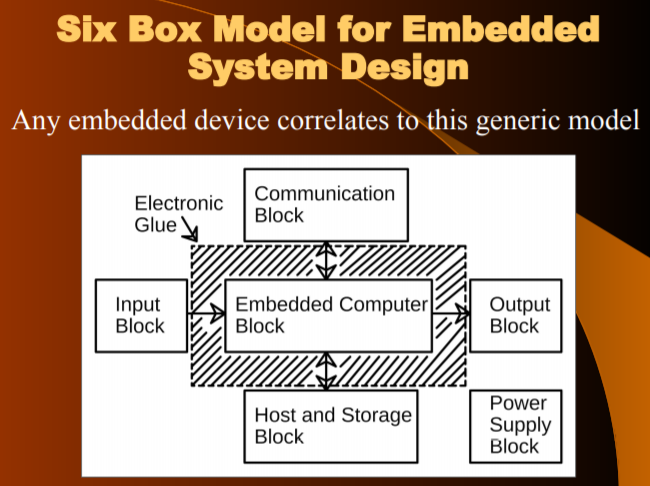 Six Box Model for Embedded
System Design
Any embedded device correlates to this generic model
Electronic
Glue
Communication
Block
Input
Block
Embedded Computer
Block
Output
Block
Host and Storage
Block
Power
Supply
Block